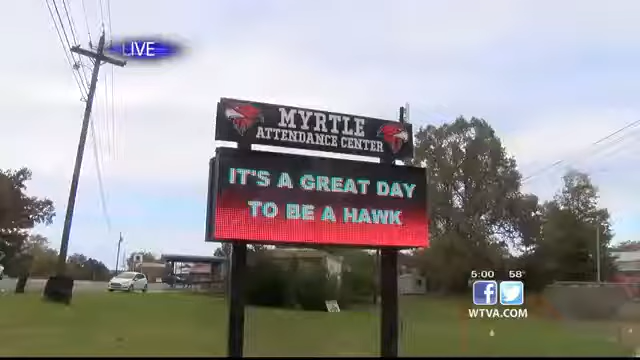 LIVE
MYRTLE
ATTENDANCE CENTER
IT'S A GREAT DAY
TO BE A HAWK
5:00 58°
WTVA.COM